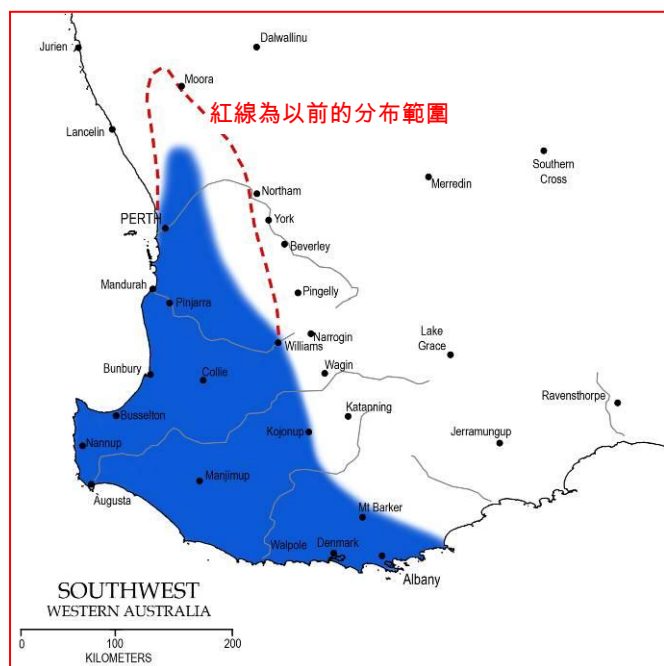 Dalwallinu
Jurien
Moora
紅線為以前的分布範圍
Lancelin
Southern
Cross
Merredin
Northam
York
PERTH
Beverley
Mandurah
Pingelly
Pinjarra
Narrogin
Williams
Lake
Grace
Wagin
Bunbury
Collie
Ravensthorpe
Busselton
Katanning
Kojonup
Jerramungup
Nannup
Manjimup
Augusta
Mt Barker
Denmark
Walpole
Albany
SOUTHWEST
WESTERN AUSTRALIA
0 100 200
KILOMETERS